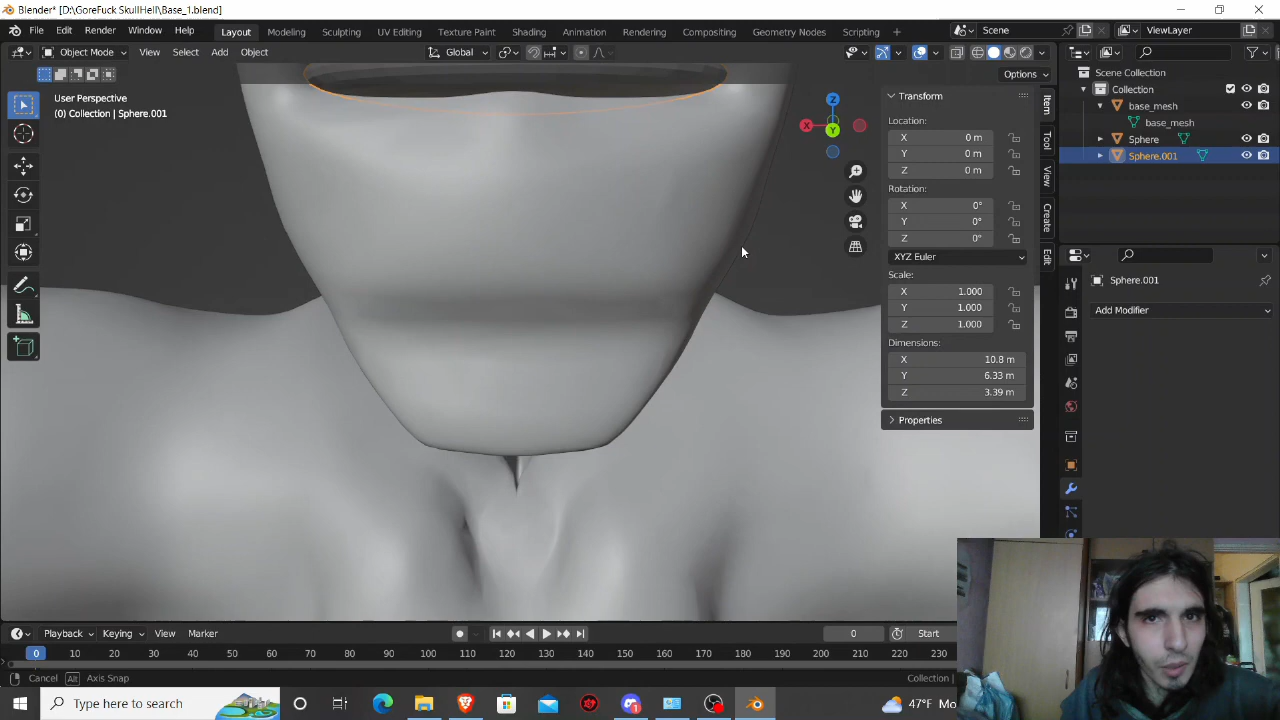 Blender* [D:\GoreFuck SkullHell\Base_1.blend]
File Edit Render Window Help Layout Modeling Sculpting UV Editing Texture Paint Shading Animation Rendering Compositing Geometry Nodes Scripting + Scene ViewLayer
Object Mode View Select Add Object Global
Options
User Perspective
(0) Collection | Sphere.001
Z
X
Y
Transform
Location:
X 0 m
Y 0 m
Z 0 m
Rotation:
X 0°
Y 0°
Z 0°
XYZ Euler
Scale:
X 1.000
Y 1.000
Z 1.000
Dimensions:
X 10.8 m
Y 6.33 m
Z 3.39 m
Properties
Item
Tool
View
Create
Edit
Scene Collection
Collection
base_mesh
base_mesh
Sphere
Sphere.001
Sphere.001
Add Modifier
Playback Keying View Marker 0 Start
0 10 20 30 40 50 60 70 80 90 100 110 120 130 140 150 160 170 180 190 200 210 220 230
Cancel Alt Axis Snap Collection |
Type here to search 1 47°F Mo